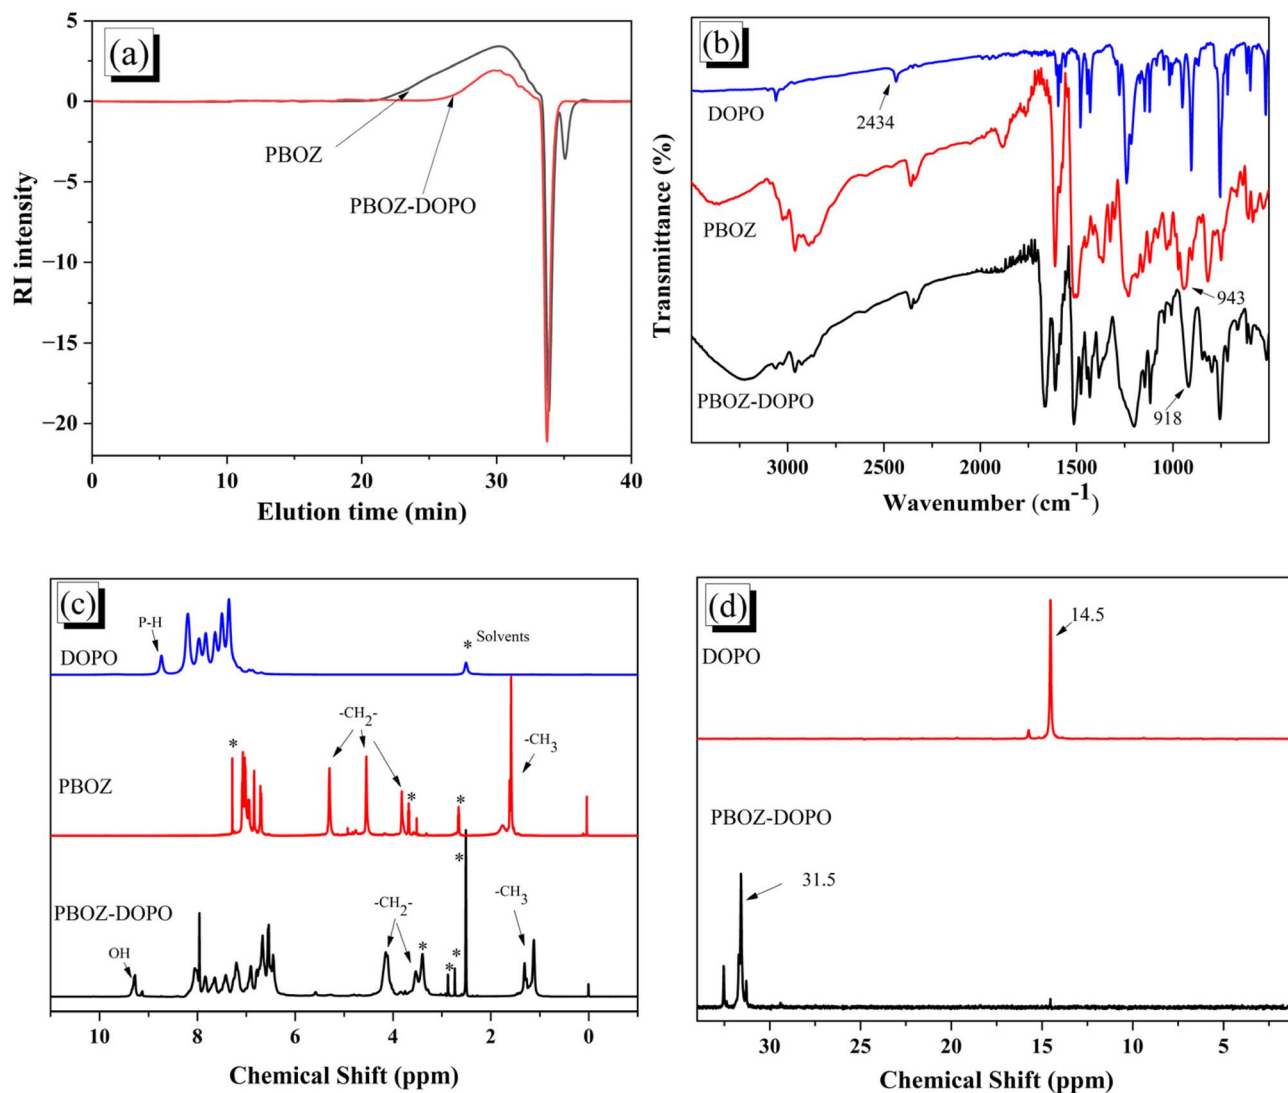 (a)
5
0
−5
−10
−15
−20
RI intensity
PBOZ
PBOZ-DOPO
0 10 20 30 40
Elution time (min)
(b)
Transmittance (%)
DOPO
2434
PBOZ
943
PBOZ-DOPO
918
3000 2500 2000 1500 1000
Wavenumber (cm-1)
(c)
P-H
DOPO
* Solvents
-CH2-
-CH3
*
PBOZ
*
*
PBOZ-DOPO
*
-CH2-
-CH3
OH
*
*
*
10 8 6 4 2 0
Chemical Shift (ppm)
(d)
14.5
DOPO
PBOZ-DOPO
31.5
30 25 20 15 10 5
Chemical Shift (ppm)